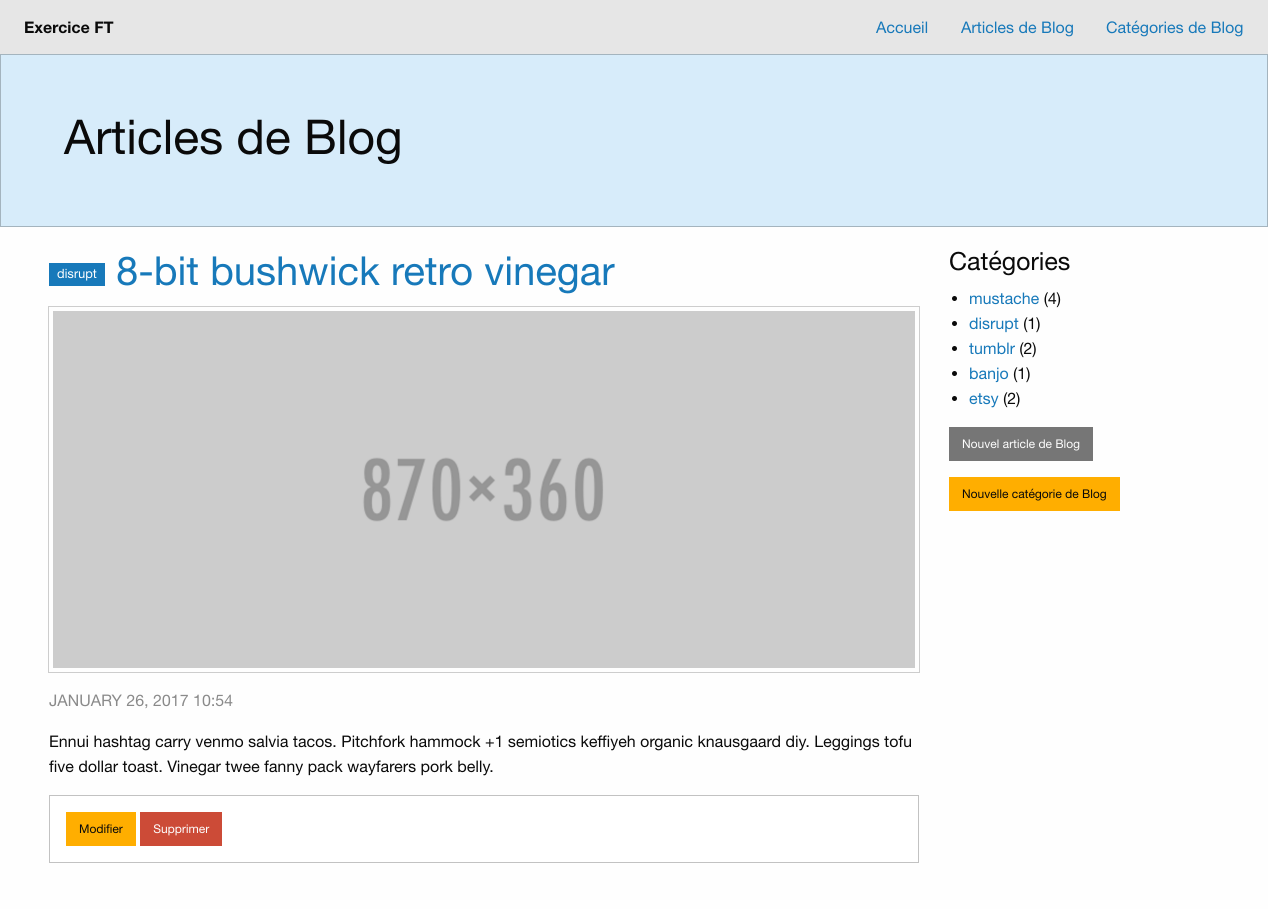 Exercice FT
Accueil
Articles de Blog
Catégories de Blog
Articles de Blog
disrupt
8-bit bushwick retro vinegar
870×360
JANUARY 26, 2017 10:54
Ennui hashtag carry venmo salvia tacos. Pitchfork hammock +1 semiotics keffiyeh organic knausgaard diy. Leggings tofu
five dollar toast. Vinegar twee fanny pack wayfarers pork belly.
Modifier
Supprimer
Catégories
mustache (4)
disrupt (1)
tumblr (2)
banjo (1)
etsy (2)
Nouvel article de Blog
Nouvelle catégorie de Blog